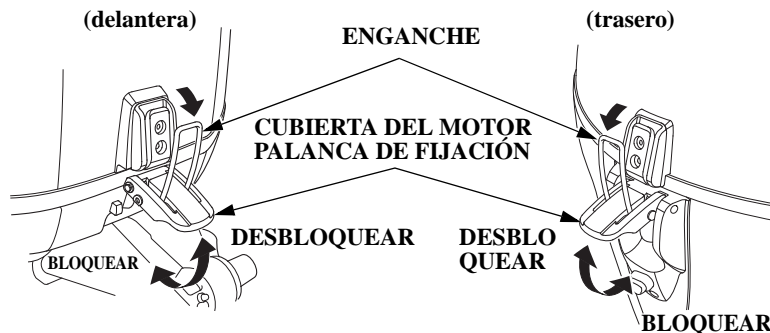 (delantera)
(trasero)
ENGANCHE
CUBIERTA DEL MOTOR
PALANCA DE FIJACIÓN
DESBLOQUEAR
DESBLO
QUEAR
BLOQUEAR
BLOQUEAR